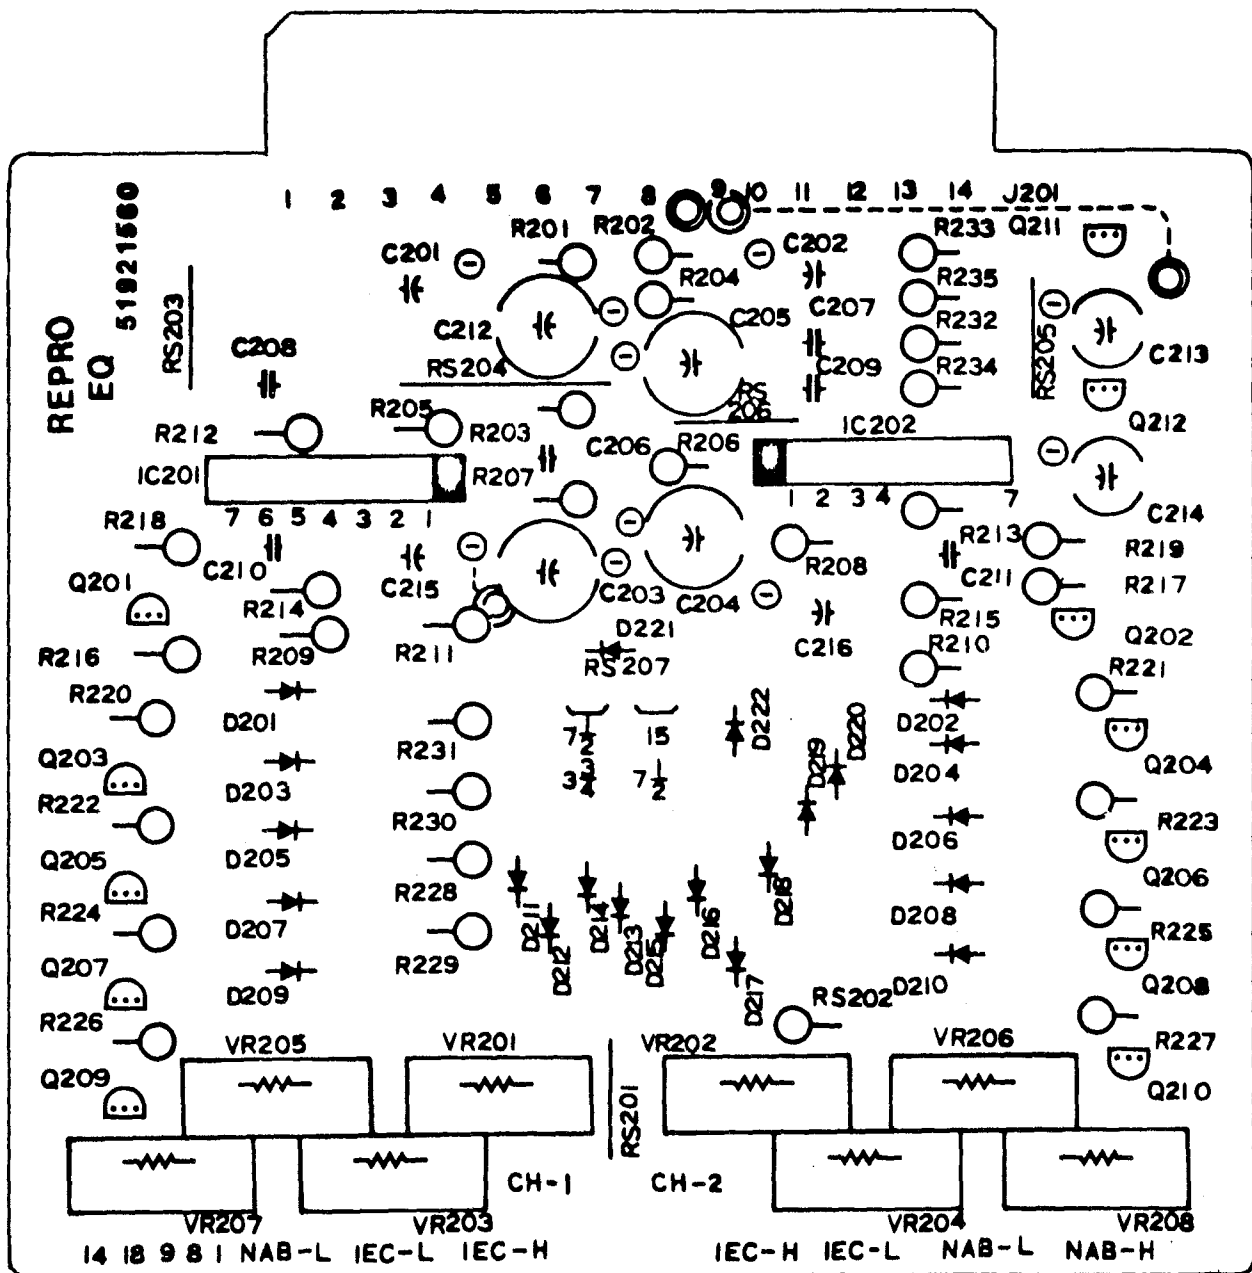 1 2 3 4 5 6 7 8 9 10 11 12 13 14 J201
51921560
REPRO
EQ
RS203
C201
R201
R202
R204
C202
R233
Q211
R235
C212
C205
C207
R232
RS205
C213
C208
RS204
C209
R234
RS
206
R205
R212
R203
C206
R206
IC202
Q212
IC201
R207
7 6 5 4 3 2 1
1 2 3 4 7
C214
R218
R213
R219
Q201
C210
R208
R214
C215
C203
C204
C211
R217
R215
R216
R209
R211
D221
C216
R210
Q202
RS207
R221
R220
D201
D222
D220
D202
7 1/2
15
R231
D219
Q203
3 3/4
7 1/2
D204
Q204
D203
R222
R230
D206
R223
Q205
D205
R228
Q206
D218
R224
D207
D211
D214
D216
D208
R225
D212
D213
D215
Q207
R229
D217
D209
RS202
D210
Q208
R226
VR205
VR201
VR202
VR206
R227
Q209
Q210
RS201
CH-1
CH-2
VR207
VR203
VR204
VR208
14 18 9 8 1 NAB-L IEC-L IEC-H IEC-H IEC-L NAB-L NAB-H